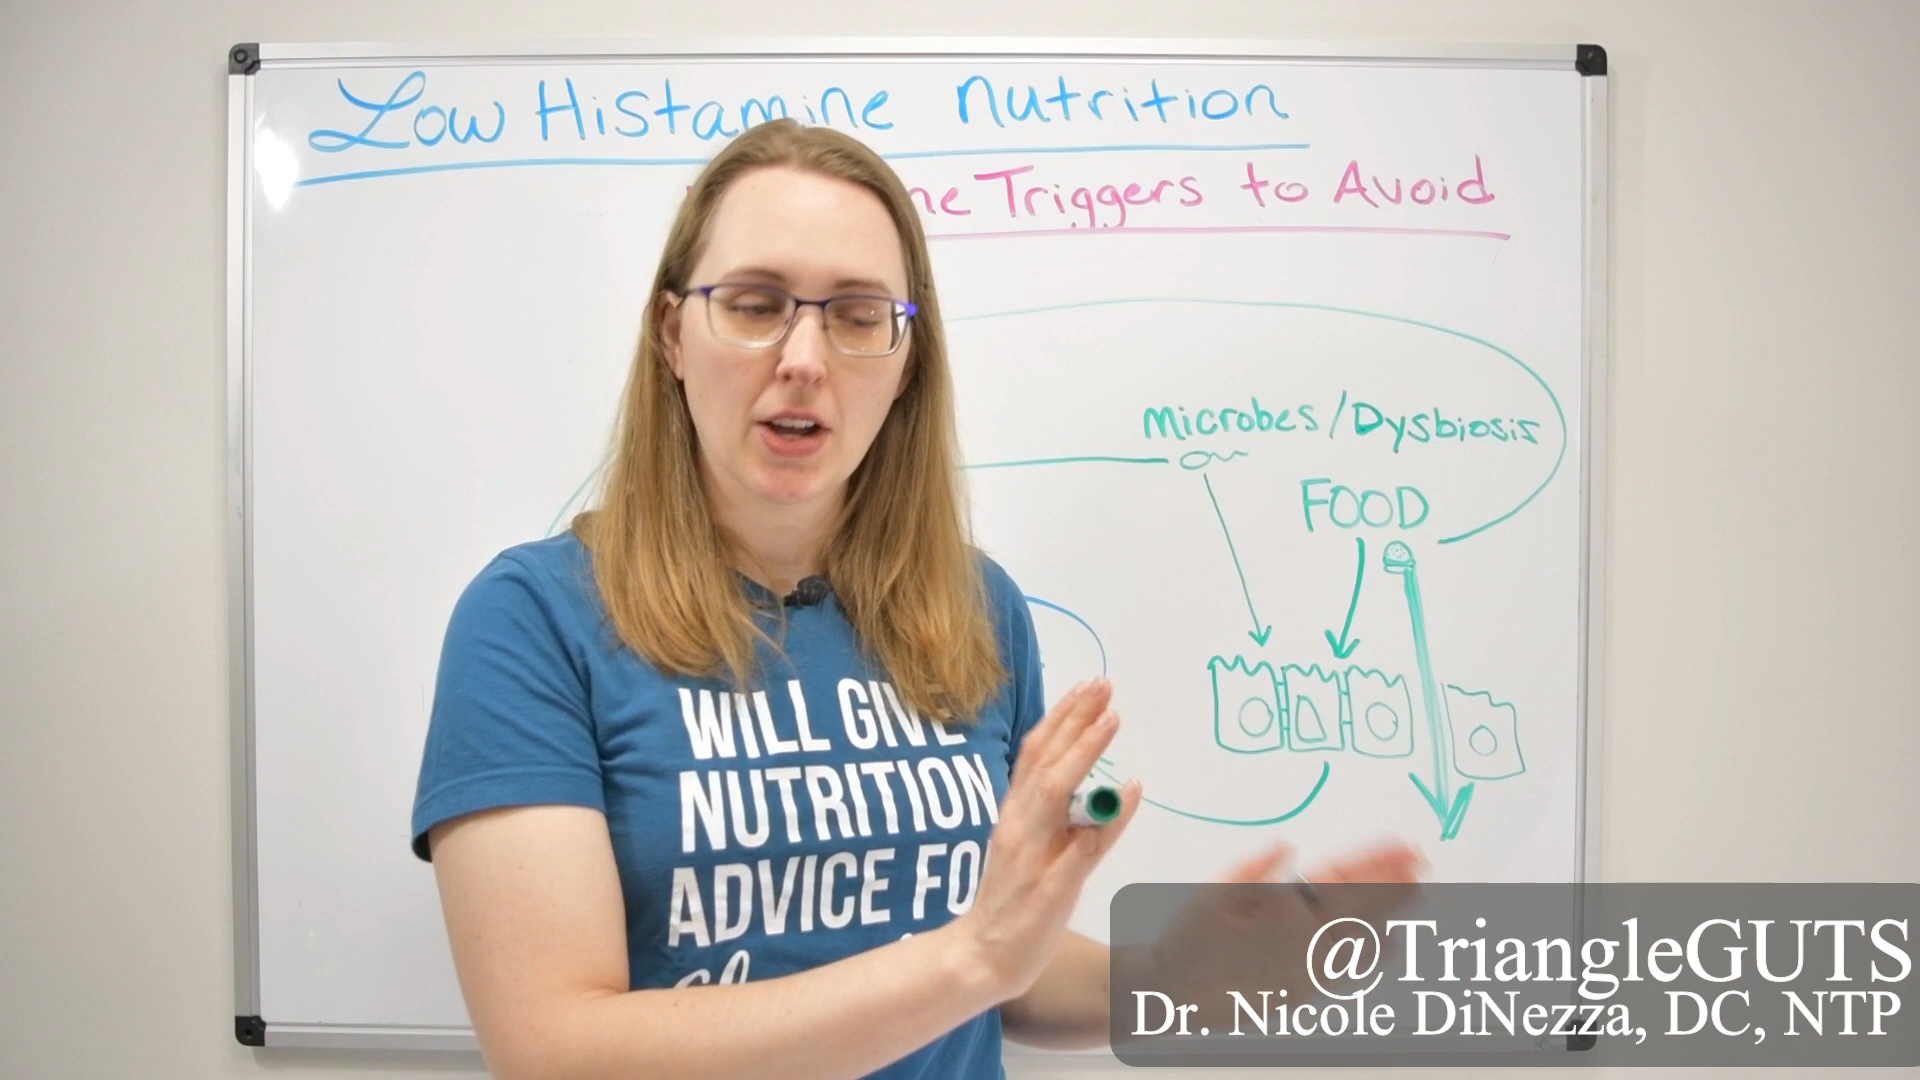 Low Histamine Nutrition
Triggers to Avoid
Microbes/Dysbiosis
FOOD
WILL GIVE
NUTRITION
ADVICE
@TriangleGUTS
Dr. Nicole DiNezza, DC, NTP